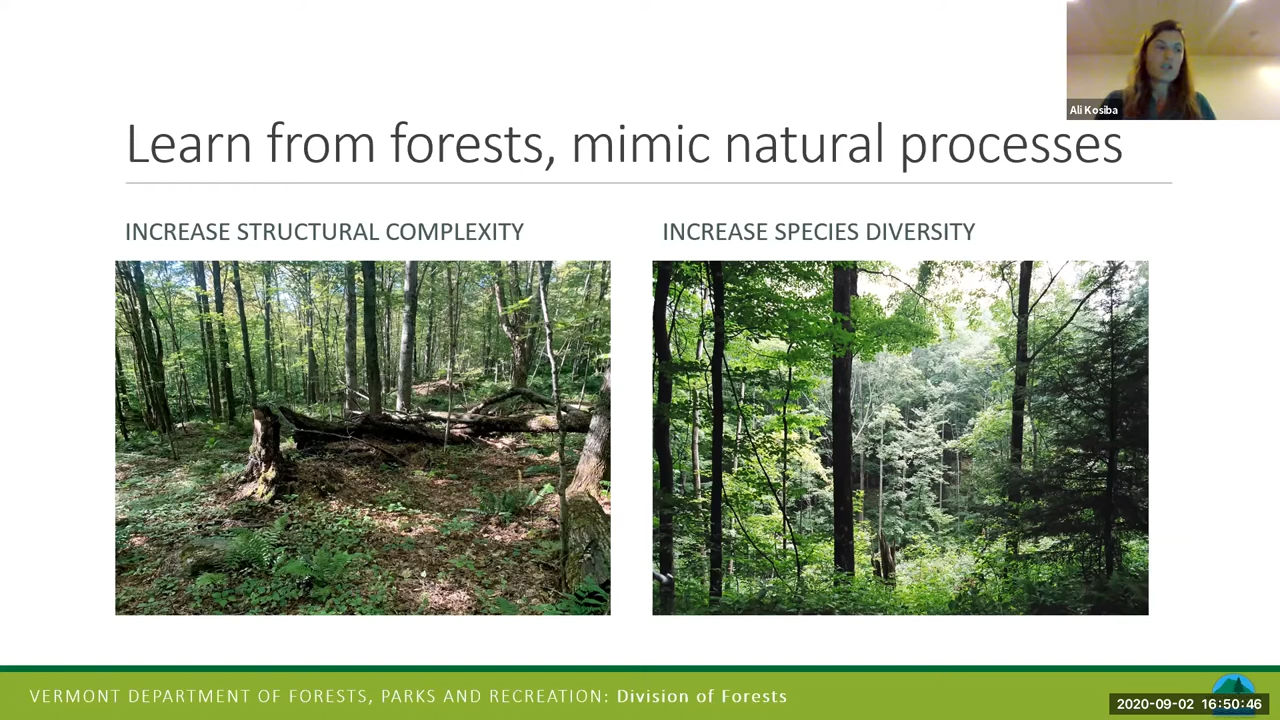 Ali Kosiba
Learn from forests, mimic natural processes
INCREASE STRUCTURAL COMPLEXITY
INCREASE SPECIES DIVERSITY
VERMONT DEPARTMENT OF FORESTS, PARKS AND RECREATION: Division of Forests
2020-09-02 16:50:46